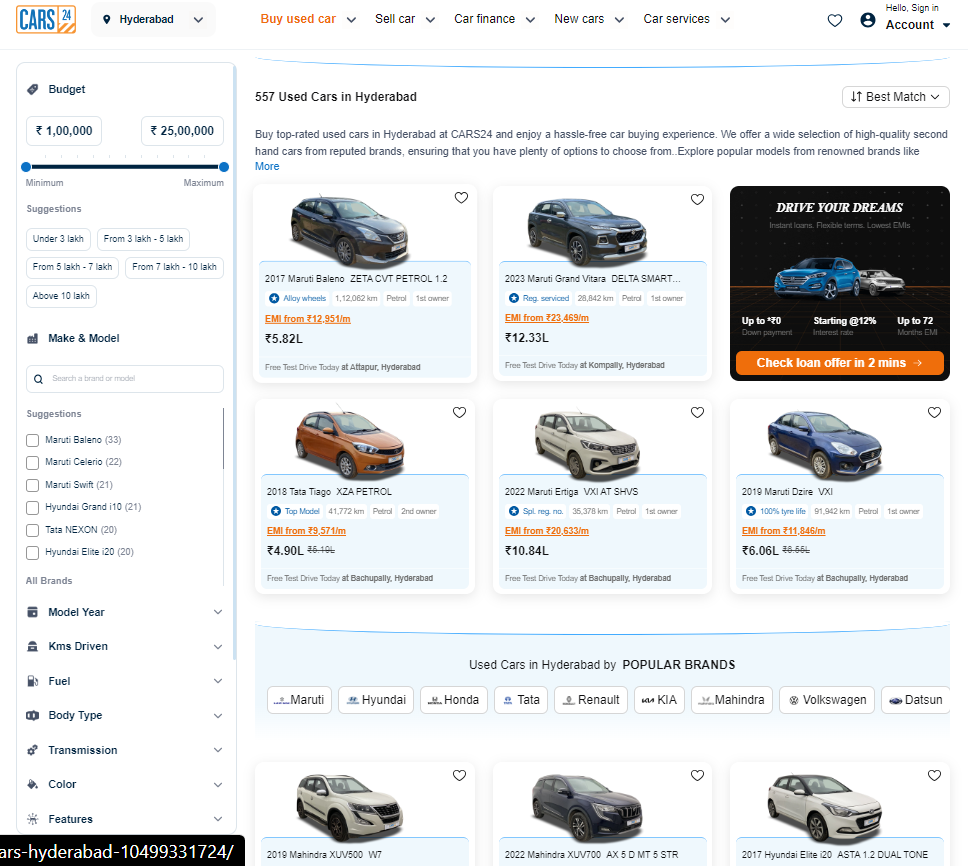 CARS 24
Hyderabad
Buy used car
Sell car
Car finance
New cars
Car services
Hello, Sign in
Account
Budget
₹ 1,00,000
₹ 25,00,000
Minimum
Maximum
Suggestions
Under 3 lakh
From 3 lakh - 5 lakh
From 5 lakh - 7 lakh
From 7 lakh - 10 lakh
Above 10 lakh
Make & Model
Search a brand or model
Suggestions
Maruti Baleno (33)
Maruti Celerio (22)
Maruti Swift (21)
Hyundai Grand i10 (21)
Tata NEXON (20)
Hyundai Elite i20 (20)
All Brands
Model Year
Kms Driven
Fuel
Body Type
Transmission
Color
Features
ars-hyderabad-10499331724/
557 Used Cars in Hyderabad
Best Match
Buy top-rated used cars in Hyderabad at CARS24 and enjoy a hassle-free car buying experience. We offer a wide selection of high-quality second
hand cars from reputed brands, ensuring that you have plenty of options to choose from..Explore popular models from renowned brands like
More
2017 Maruti Baleno ZETA CVT PETROL 1.2
Alloy wheels 1,12,062 km Petrol 1st owner
EMI from ₹12,951/m
₹5.82L
Free Test Drive Today at Attapur, Hyderabad
2023 Maruti Grand Vitara DELTA SMART...
Reg. serviced 28,842 km Petrol 1st owner
EMI from ₹23,469/m
₹12.33L
Free Test Drive Today at Kompally, Hyderabad
DRIVE YOUR DREAMS
Instant loans. Flexible terms. Lowest EMIs
Up to *₹0
Down payment
Starting @12%
Interest rate
Up to 72
Months EMI
Check loan offer in 2 mins →
2018 Tata Tiago XZA PETROL
Top Model 41,772 km Petrol 2nd owner
EMI from ₹9,571/m
₹4.90L ₹5.19L
Free Test Drive Today at Bachupally, Hyderabad
2022 Maruti Ertiga VXI AT SHVS
Spl. reg. no. 35,378 km Petrol 1st owner
EMI from ₹20,633/m
₹10.84L
Free Test Drive Today at Bachupally, Hyderabad
2019 Maruti Dzire VXI
100% tyre life 91,942 km Petrol 1st owner
EMI from ₹11,846/m
₹6.06L ₹6.55L
Free Test Drive Today at Bachupally, Hyderabad
Used Cars in Hyderabad by POPULAR BRANDS
Maruti
Hyundai
Honda
Tata
Renault
KIA
Mahindra
Volkswagen
Datsun
2019 Mahindra XUV500 W7
2022 Mahindra XUV700 AX 5 D MT 5 STR
2017 Hyundai Elite i20 ASTA 1.2 DUAL TONE